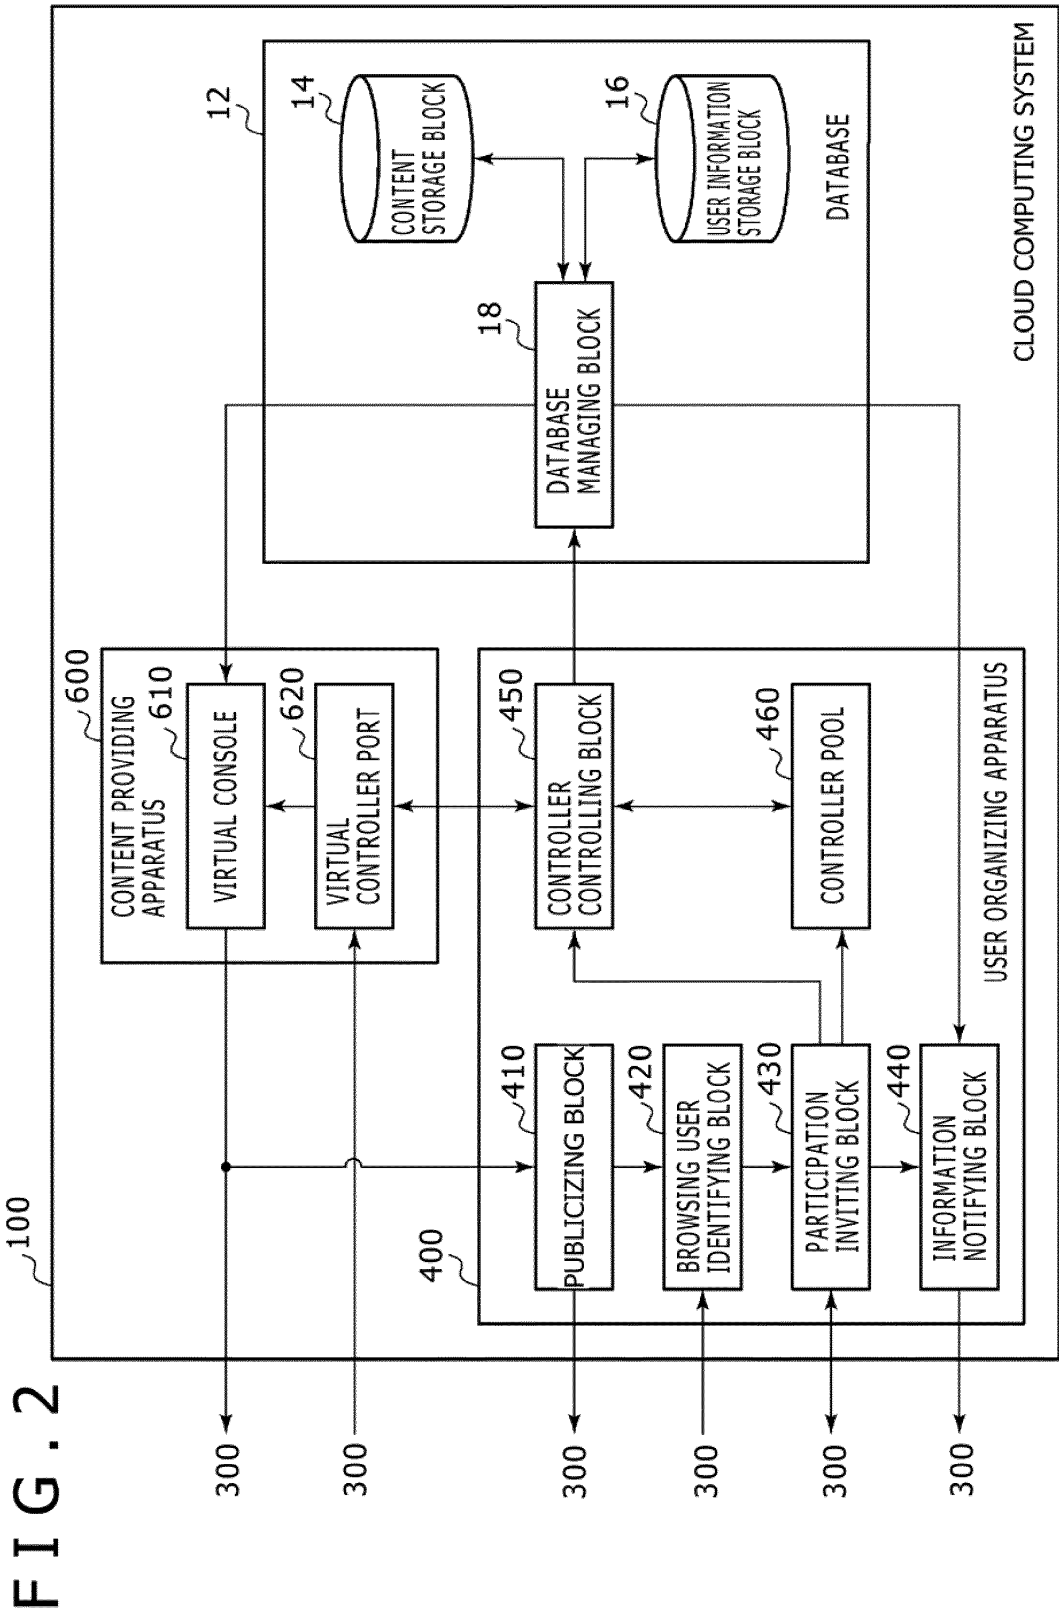 FIG.2
100
CLOUD COMPUTING SYSTEM
600
CONTENT PROVIDING
APPARATUS
610
VIRTUAL CONSOLE
620
VIRTUAL
CONTROLLER PORT
12
14
CONTENT
STORAGE BLOCK
16
USER INFORMATION
STORAGE BLOCK
18
DATABASE
MANAGING BLOCK
DATABASE
400
410
PUBLICIZING BLOCK
420
BROWSING USER
IDENTIFYING BLOCK
430
PARTICIPATION
INVITING BLOCK
440
INFORMATION
NOTIFYING BLOCK
450
CONTROLLER
CONTROLLING BLOCK
460
CONTROLLER POOL
USER ORGANIZING APPARATUS
300
300
300
300
300
300